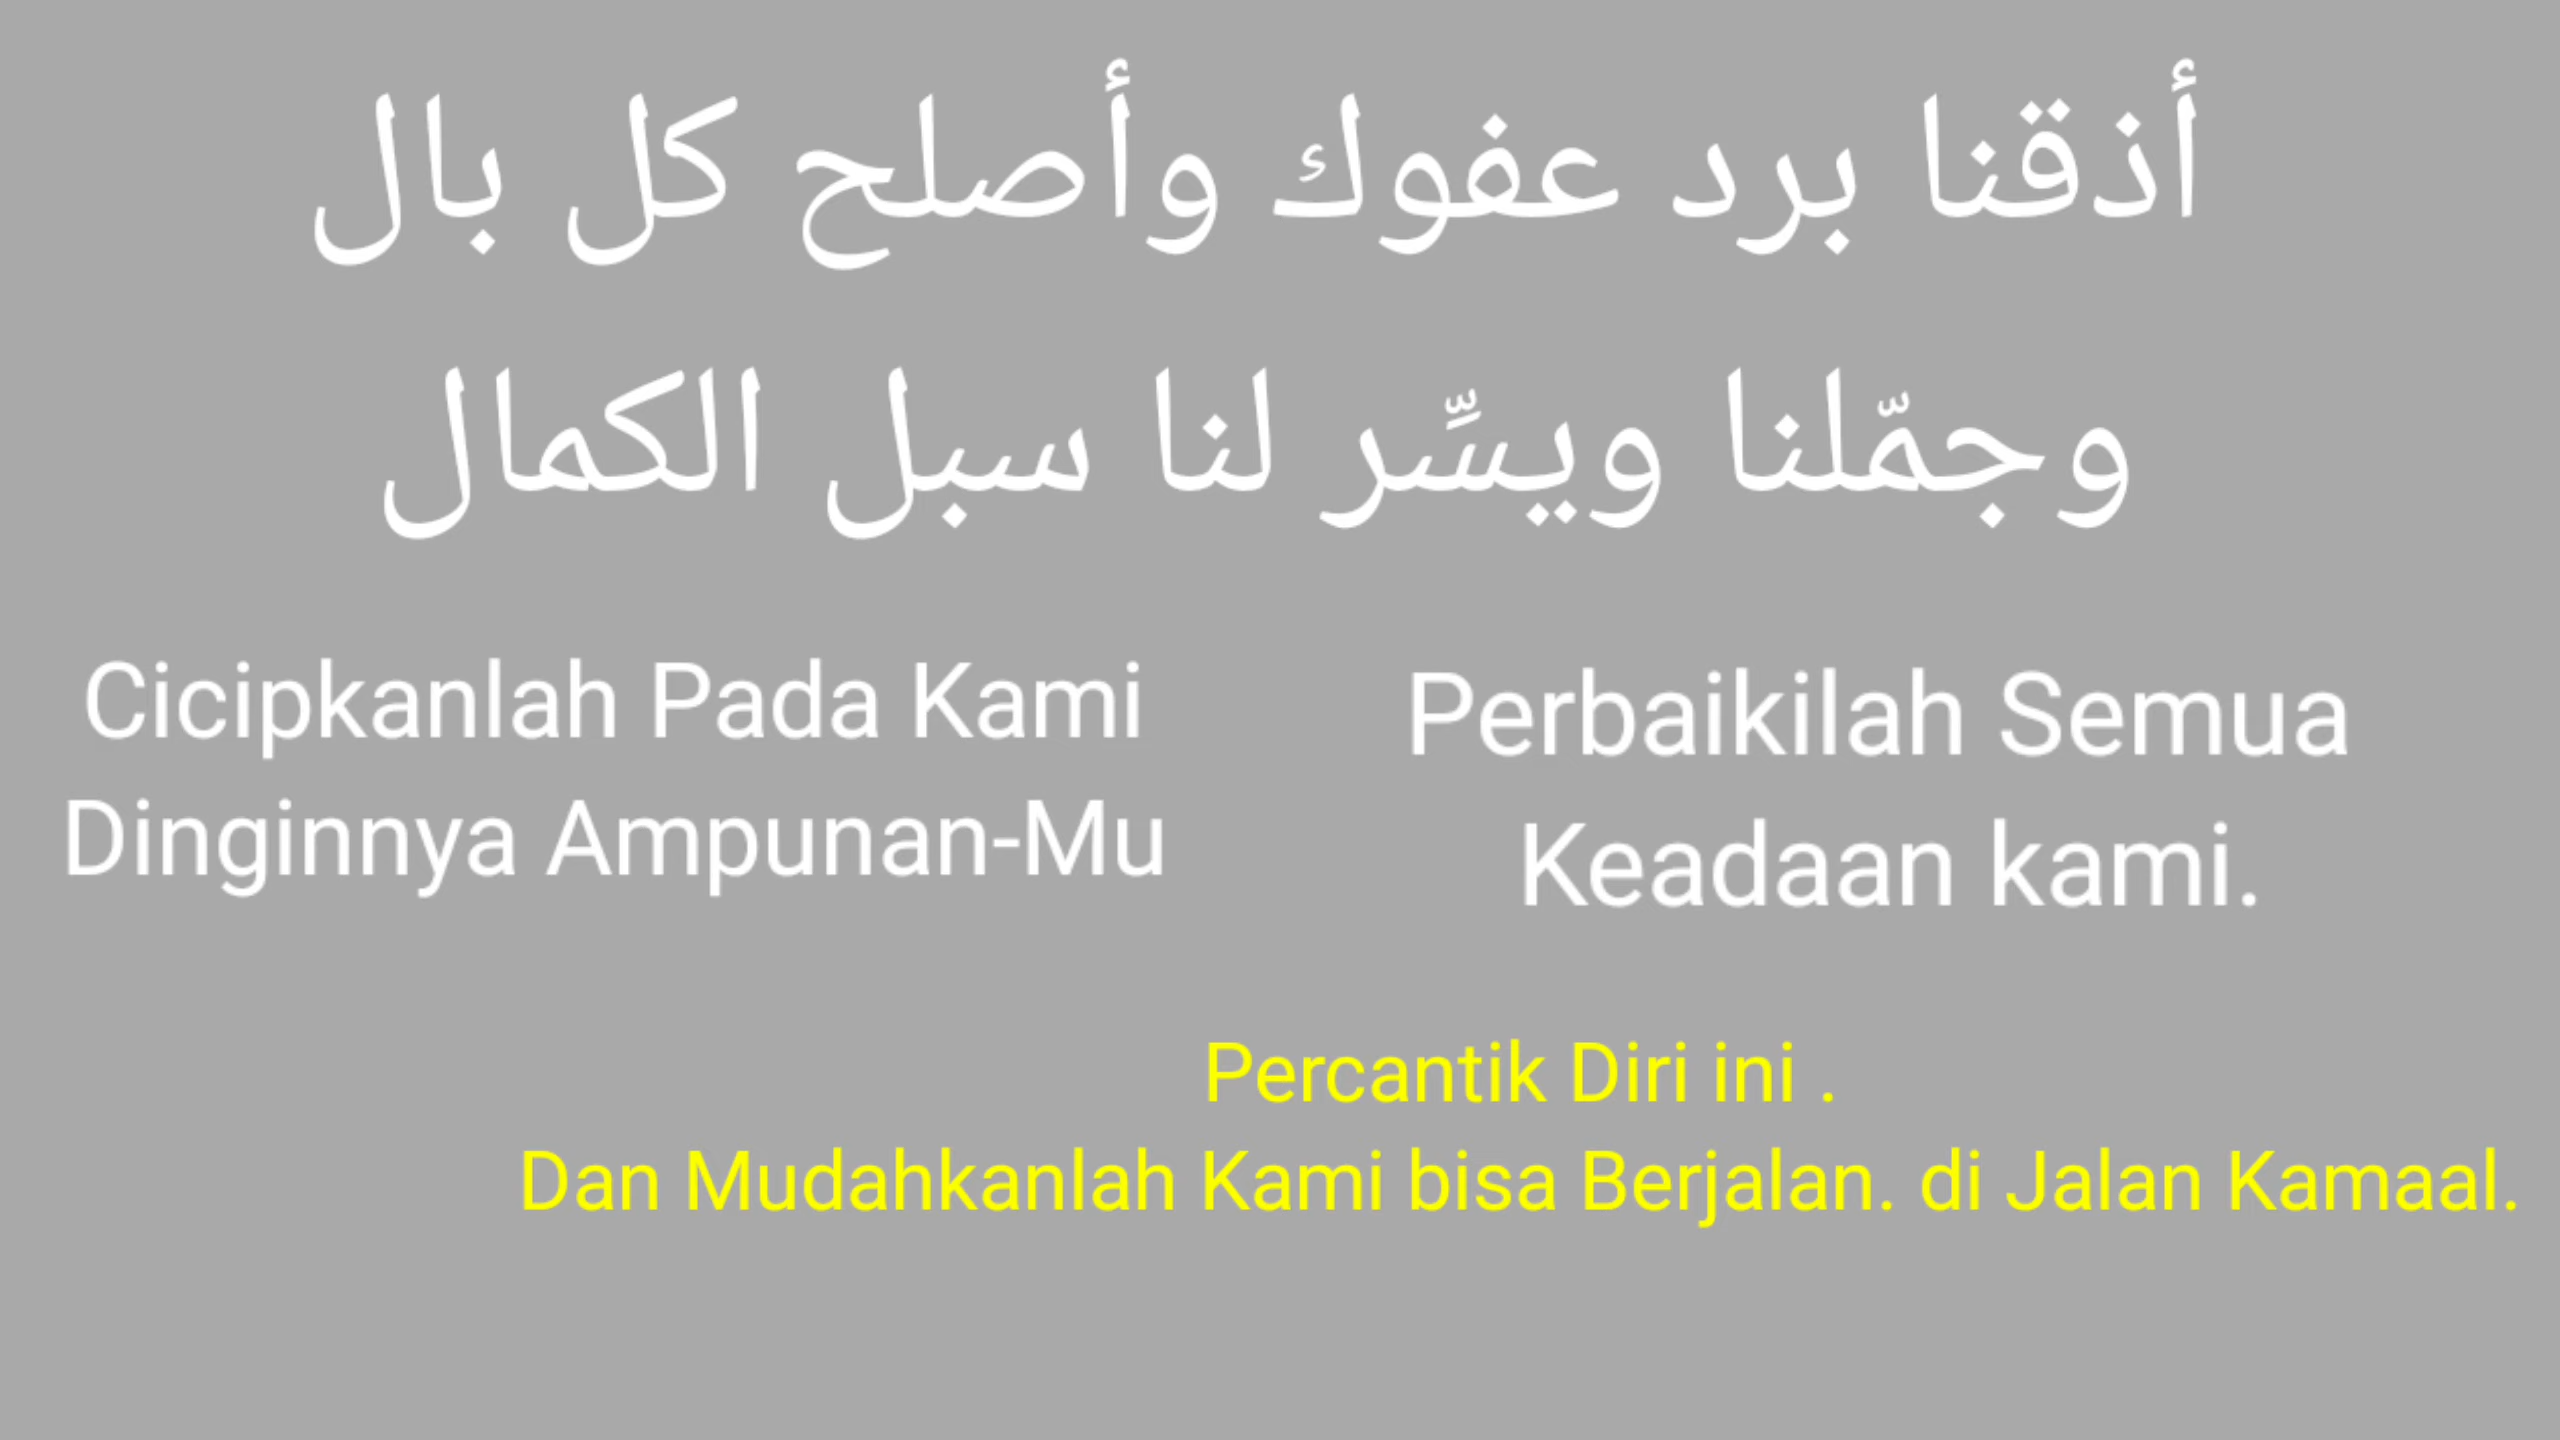 أذقنا برد عفوك وأصلح كل بال
وجمّلنا ويسِّر لنا سبل الكمال
Cicipkanlah Pada Kami
Dinginnya Ampunan-Mu
Perbaikilah Semua
Keadaan kami.
Percantik Diri ini .
Dan Mudahkanlah Kami bisa Berjalan. di Jalan Kamaal.